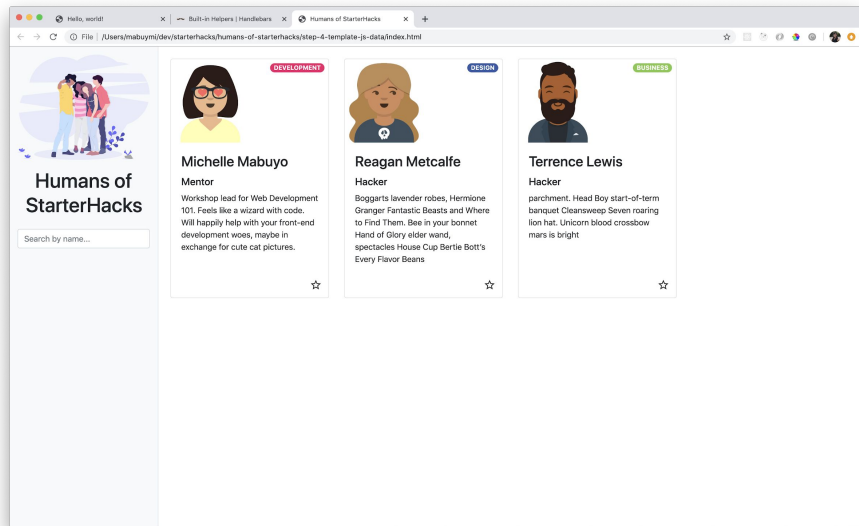 Hello, world!
Built-in Helpers | Handlebars
Humans of StarterHacks
File | /Users/mabuymi/dev/starterhacks/humans-of-starterhacks/step-4-template-js-data/index.html
Humans of
StarterHacks
Search by name...
DEVELOPMENT
Michelle Mabuyo
Mentor
Workshop lead for Web Development
101. Feels like a wizard with code.
Will happily help with your front-end
development woes, maybe in
exchange for cute cat pictures.
DESIGN
Reagan Metcalfe
Hacker
Boggarts lavender robes, Hermione
Granger Fantastic Beasts and Where
to Find Them. Bee in your bonnet
Hand of Glory elder wand,
spectacles House Cup Bertie Bott's
Every Flavor Beans
BUSINESS
Terrence Lewis
Hacker
parchment. Head Boy start-of-term
banquet Cleansweep Seven roaring
lion hat. Unicorn blood crossbow
mars is bright